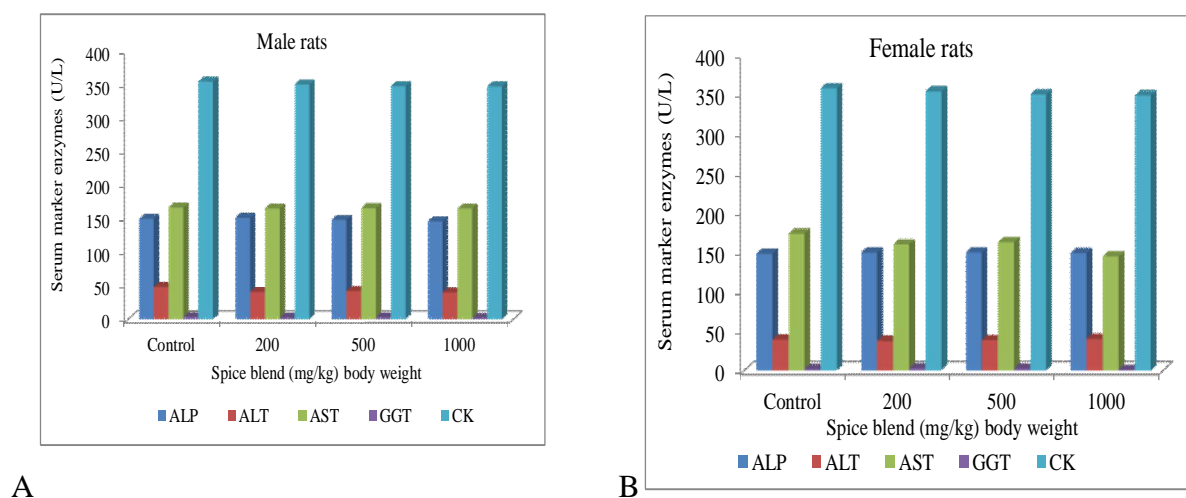 Male rats
Serum marker enzymes (U/L)
400
350
300
250
200
150
100
50
0
Control 200 500 1000
Spice blend (mg/kg) body weight
ALP ALT AST GGT CK
A
Female rats
Serum marker enzymes (U/L)
400
350
300
250
200
150
100
50
0
Control 200 500 1000
Spice blend (mg/kg) body weight
ALP ALT AST GGT CK
B